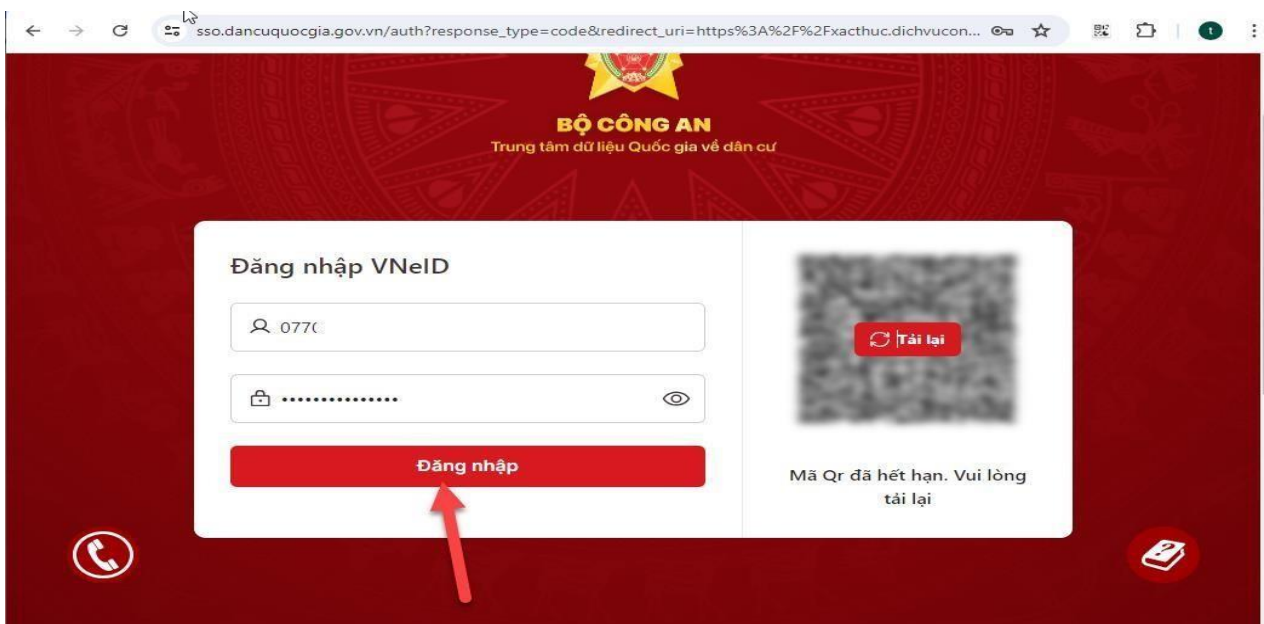 sso.dancuquocgia.gov.vn/auth?response_type=code&redirect_uri=https%3A%2F%2Fxacthuc.dichvucon...
t
BỘ CÔNG AN
Trung tâm dữ liệu Quốc gia về dân cư
Đăng nhập VNeID
077(
Tải lại
•••••••••••••••
Đăng nhập
Mã Qr đã hết hạn. Vui lòng
tải lại